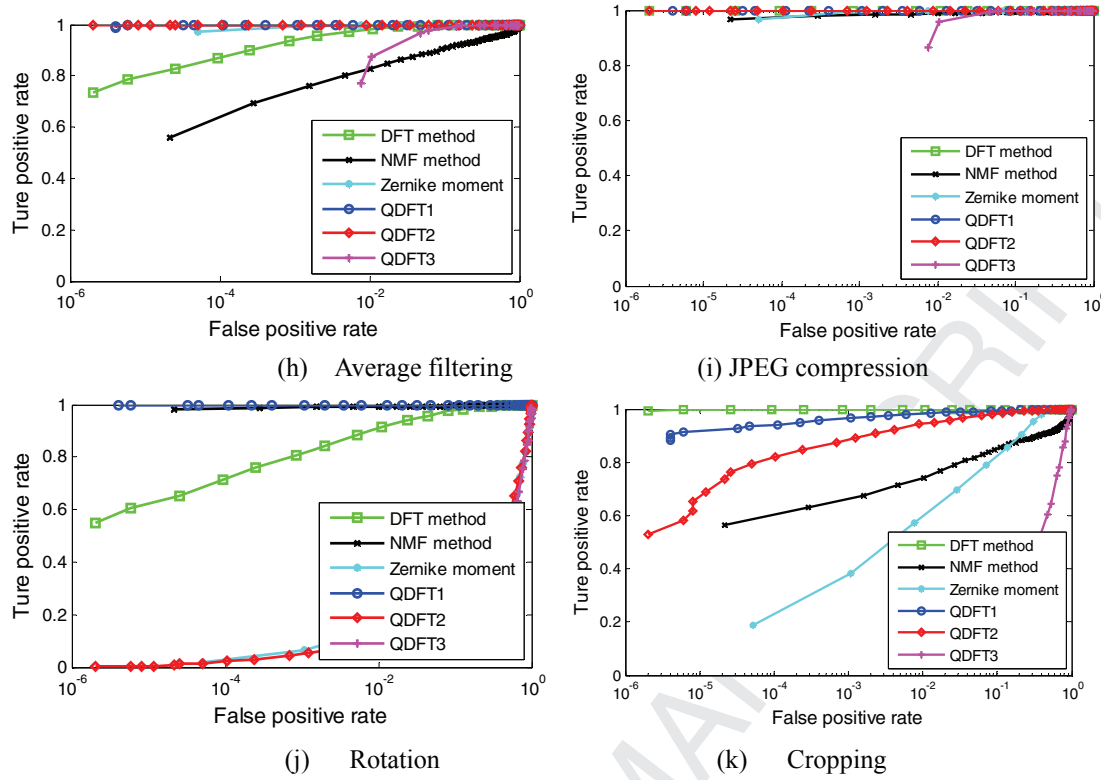 1
0.8
0.6
0.4
0.2
0
Ture positive rate
10^-6
10^-4
10^-2
10^0
False positive rate
DFT method
NMF method
Zernike moment
QDFT1
QDFT2
QDFT3
(h) Average filtering
1
0.8
0.6
0.4
0.2
0
Ture positive rate
10^-6
10^-5
10^-4
10^-3
10^-2
10^-1
10^0
False positive rate
DFT method
NMF method
Zernike moment
QDFT1
QDFT2
QDFT3
(i) JPEG compression
1
0.8
0.6
0.4
0.2
0
Ture positive rate
10^-6
10^-4
10^-2
10^0
False positive rate
DFT method
NMF method
Zernike moment
QDFT1
QDFT2
QDFT3
(j) Rotation
1
0.8
0.6
0.4
0.2
0
Ture positive rate
10^-6
10^-5
10^-4
10^-3
10^-2
10^-1
10^0
False positive rate
DFT method
NMF method
Zernike moment
QDFT1
QDFT2
QDFT3
(k) Cropping